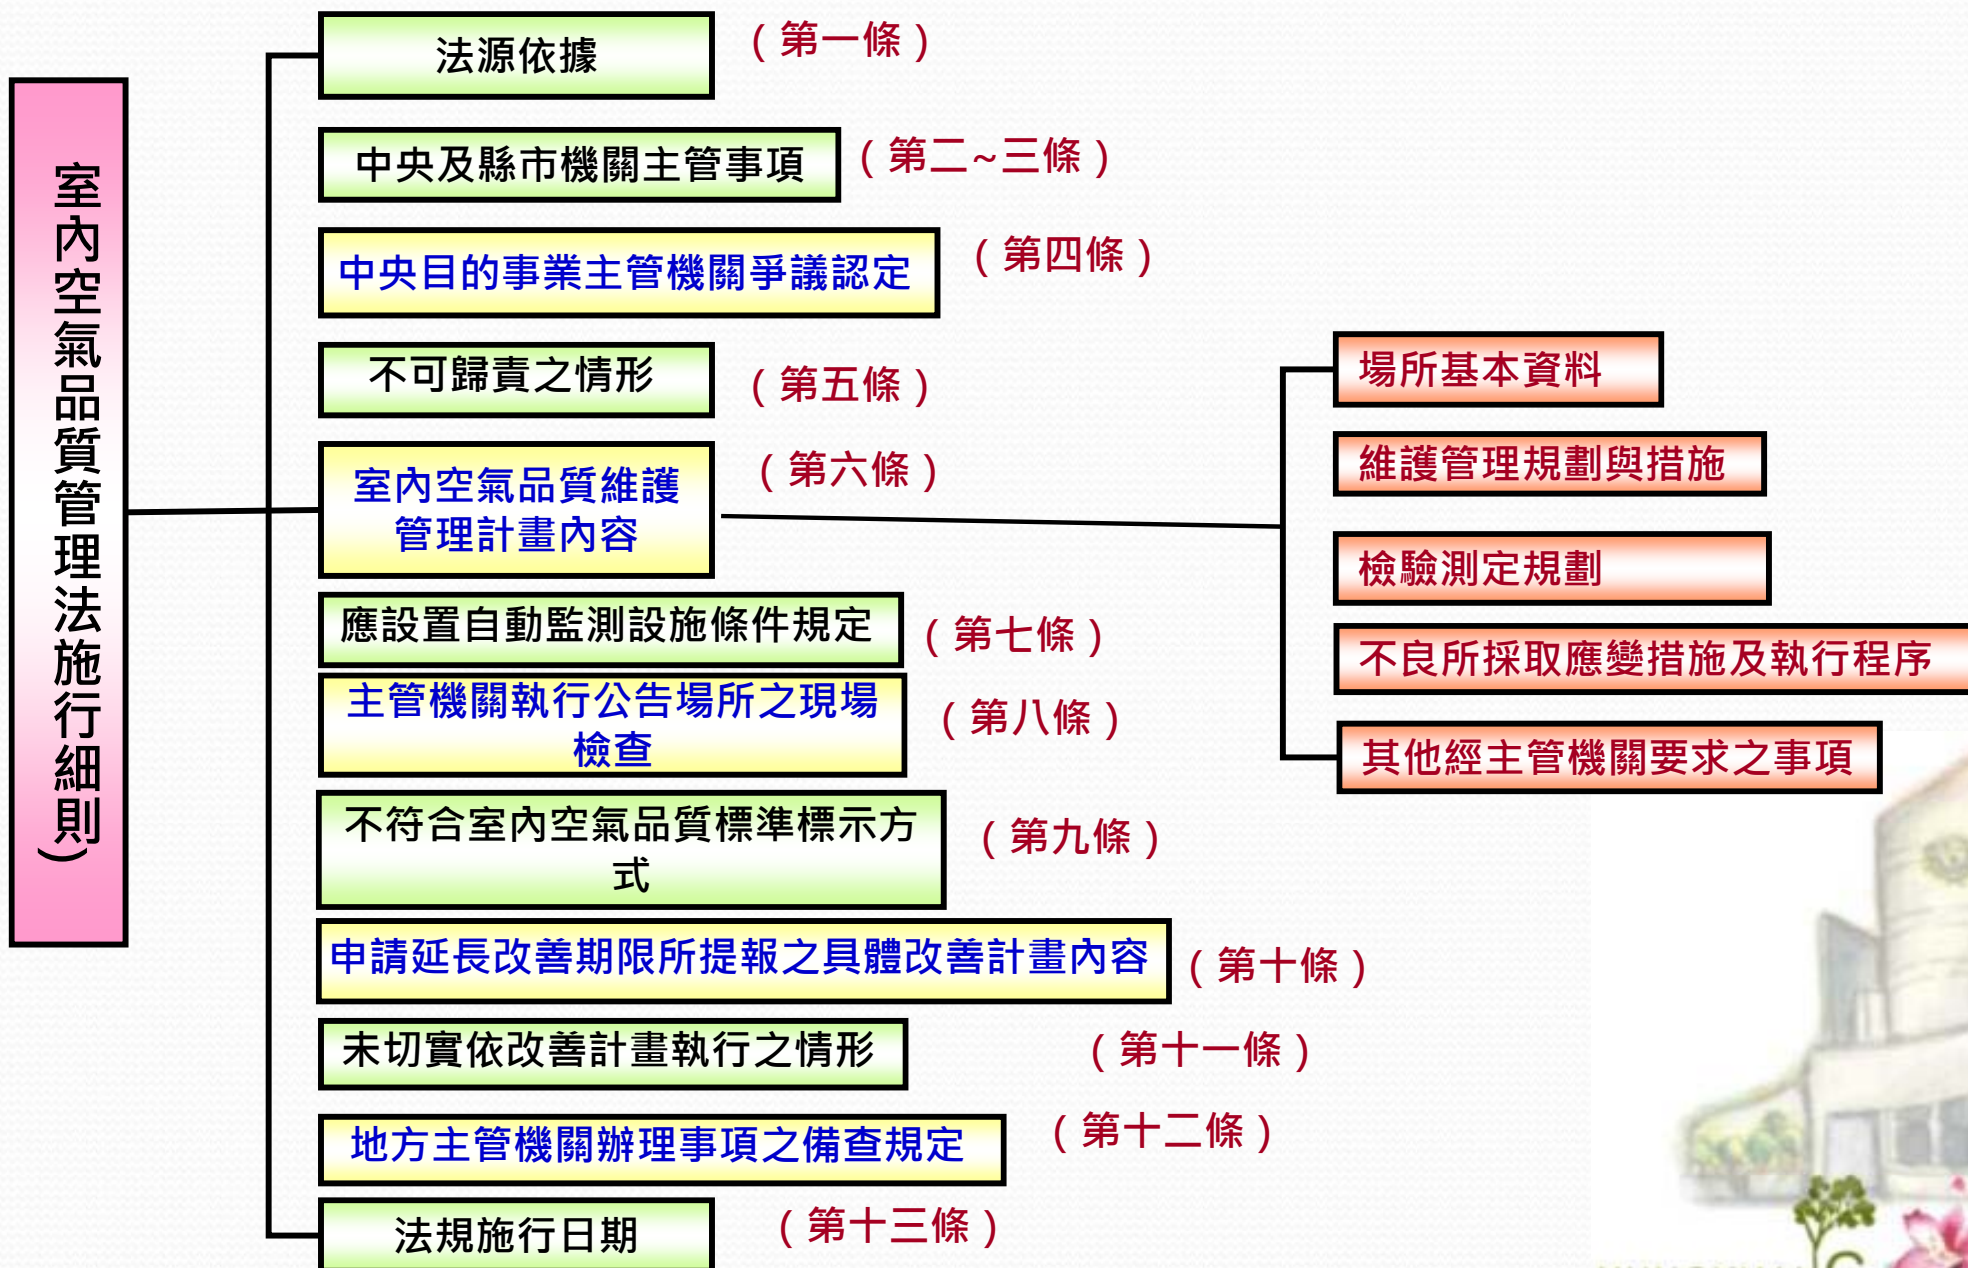 室內空氣品質管理法施行細則)
法源依據
(第一條)
中央及縣市機關主管事項
(第二~三條)
中央目的事業主管機關爭議認定
(第四條)
不可歸責之情形
(第五條)
室內空氣品質維護
管理計畫內容
(第六條)
場所基本資料
維護管理規劃與措施
檢驗測定規劃
不良所採取應變措施及執行程序
其他經主管機關要求之事項
應設置自動監測設施條件規定
(第七條)
主管機關執行公告場所之現場
檢查
(第八條)
不符合室內空氣品質標準標示方
式
(第九條)
申請延長改善期限所提報之具體改善計畫內容
(第十條)
未切實依改善計畫執行之情形
(第十一條)
地方主管機關辦理事項之備查規定
(第十二條)
法規施行日期
(第十三條)